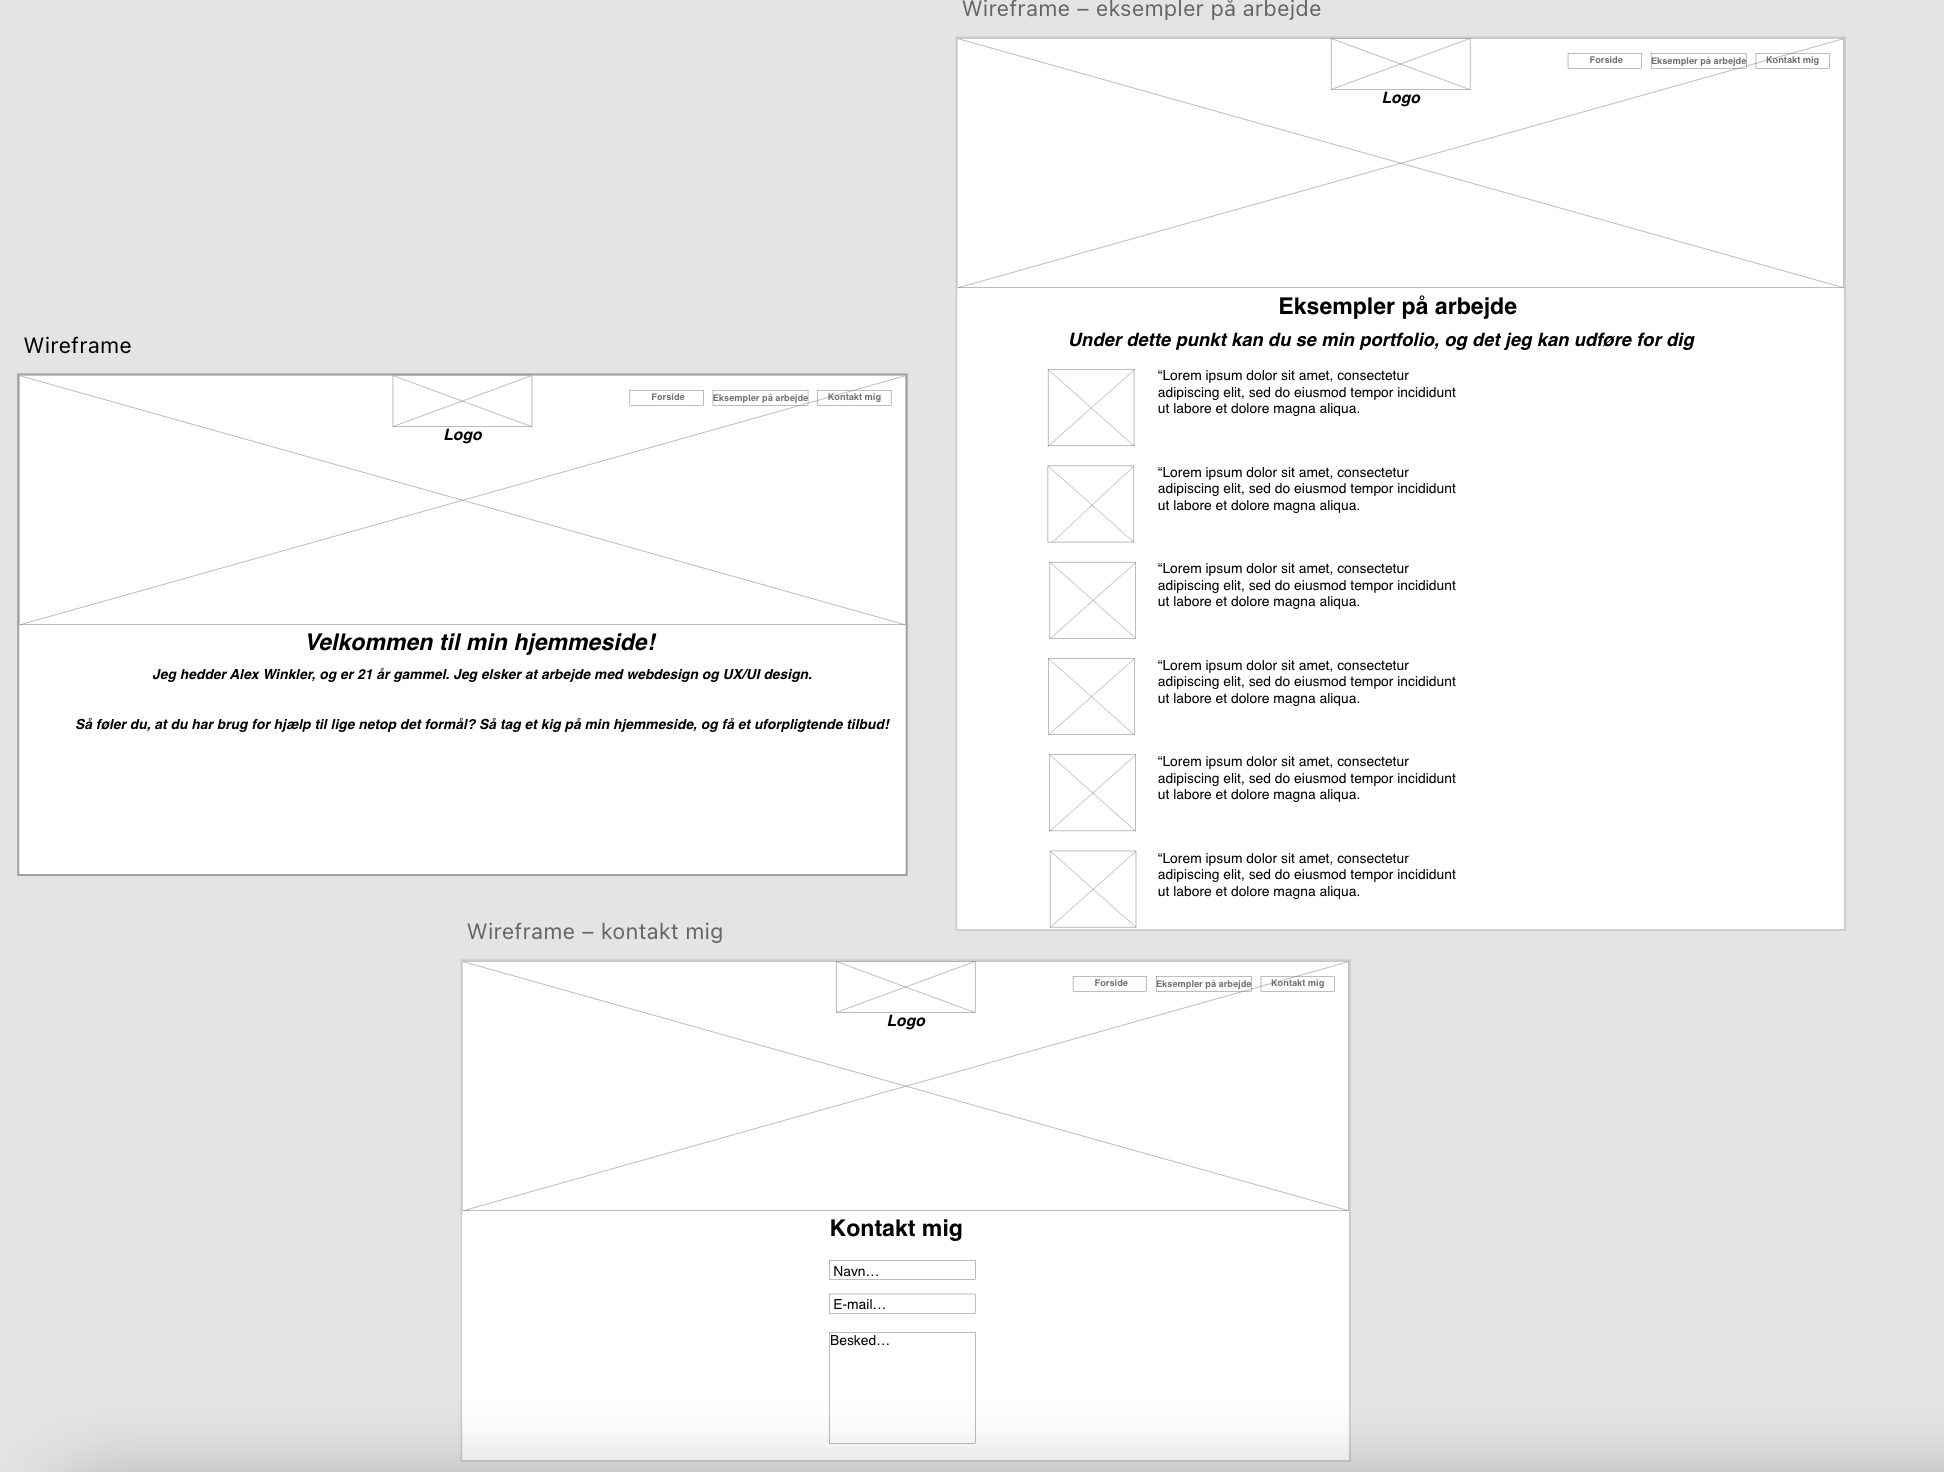 Wireframe – eksempler på arbejde
Forside
Eksempler på arbejde
Kontakt mig
Logo
Eksempler på arbejde
Under dette punkt kan du se min portfolio, og det jeg kan udføre for dig
“Lorem ipsum dolor sit amet, consectetur
adipiscing elit, sed do eiusmod tempor incididunt
ut labore et dolore magna aliqua.
“Lorem ipsum dolor sit amet, consectetur
adipiscing elit, sed do eiusmod tempor incididunt
ut labore et dolore magna aliqua.
“Lorem ipsum dolor sit amet, consectetur
adipiscing elit, sed do eiusmod tempor incididunt
ut labore et dolore magna aliqua.
“Lorem ipsum dolor sit amet, consectetur
adipiscing elit, sed do eiusmod tempor incididunt
ut labore et dolore magna aliqua.
“Lorem ipsum dolor sit amet, consectetur
adipiscing elit, sed do eiusmod tempor incididunt
ut labore et dolore magna aliqua.
“Lorem ipsum dolor sit amet, consectetur
adipiscing elit, sed do eiusmod tempor incididunt
ut labore et dolore magna aliqua.
Wireframe
Forside
Eksempler på arbejde
Kontakt mig
Logo
Velkommen til min hjemmeside!
Jeg hedder Alex Winkler, og er 21 år gammel. Jeg elsker at arbejde med webdesign og UX/UI design.
Så føler du, at du har brug for hjælp til lige netop det formål? Så tag et kig på min hjemmeside, og få et uforpligtende tilbud!
Wireframe – kontakt mig
Forside
Eksempler på arbejde
Kontakt mig
Logo
Kontakt mig
Navn…
E-mail…
Besked…